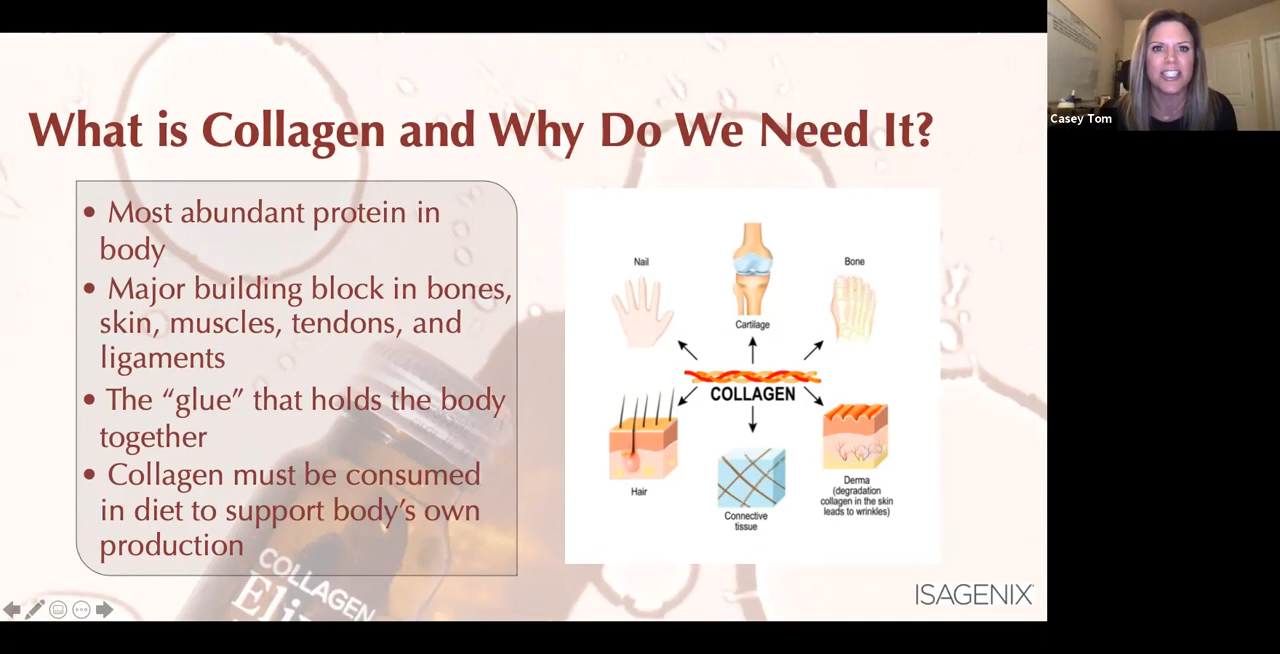 What is Collagen and Why Do We Need It?
Casey Tom
• Most abundant protein in
body
• Major building block in bones,
skin, muscles, tendons, and
ligaments
• The “glue” that holds the body
together
• Collagen must be consumed
in diet to support body’s own
production
Nail
Bone
Cartilage
COLLAGEN
Hair
Connective
tissue
Derma
(degradation
collagen in the skin
leads to wrinkles)
COLLAGEN
ISAGENIX